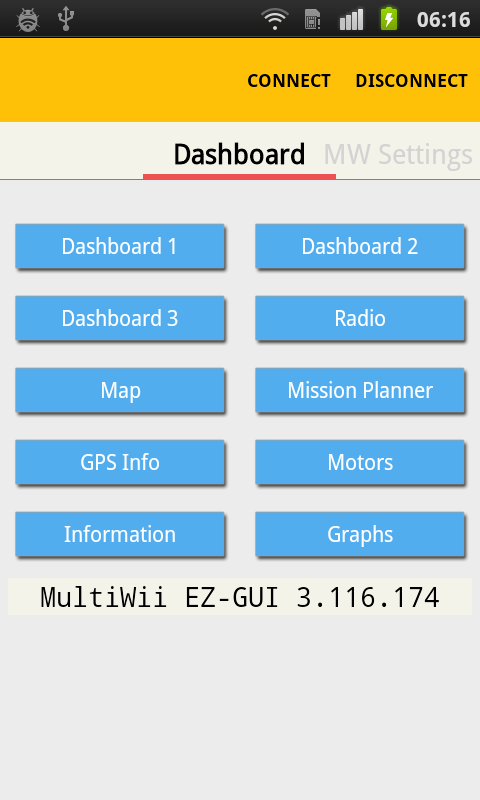 06:16
CONNECT DISCONNECT
Dashboard MW Settings
Dashboard 1 Dashboard 2
Dashboard 3 Radio
Map Mission Planner
GPS Info Motors
Information Graphs
MultiWii EZ-GUI 3.116.174